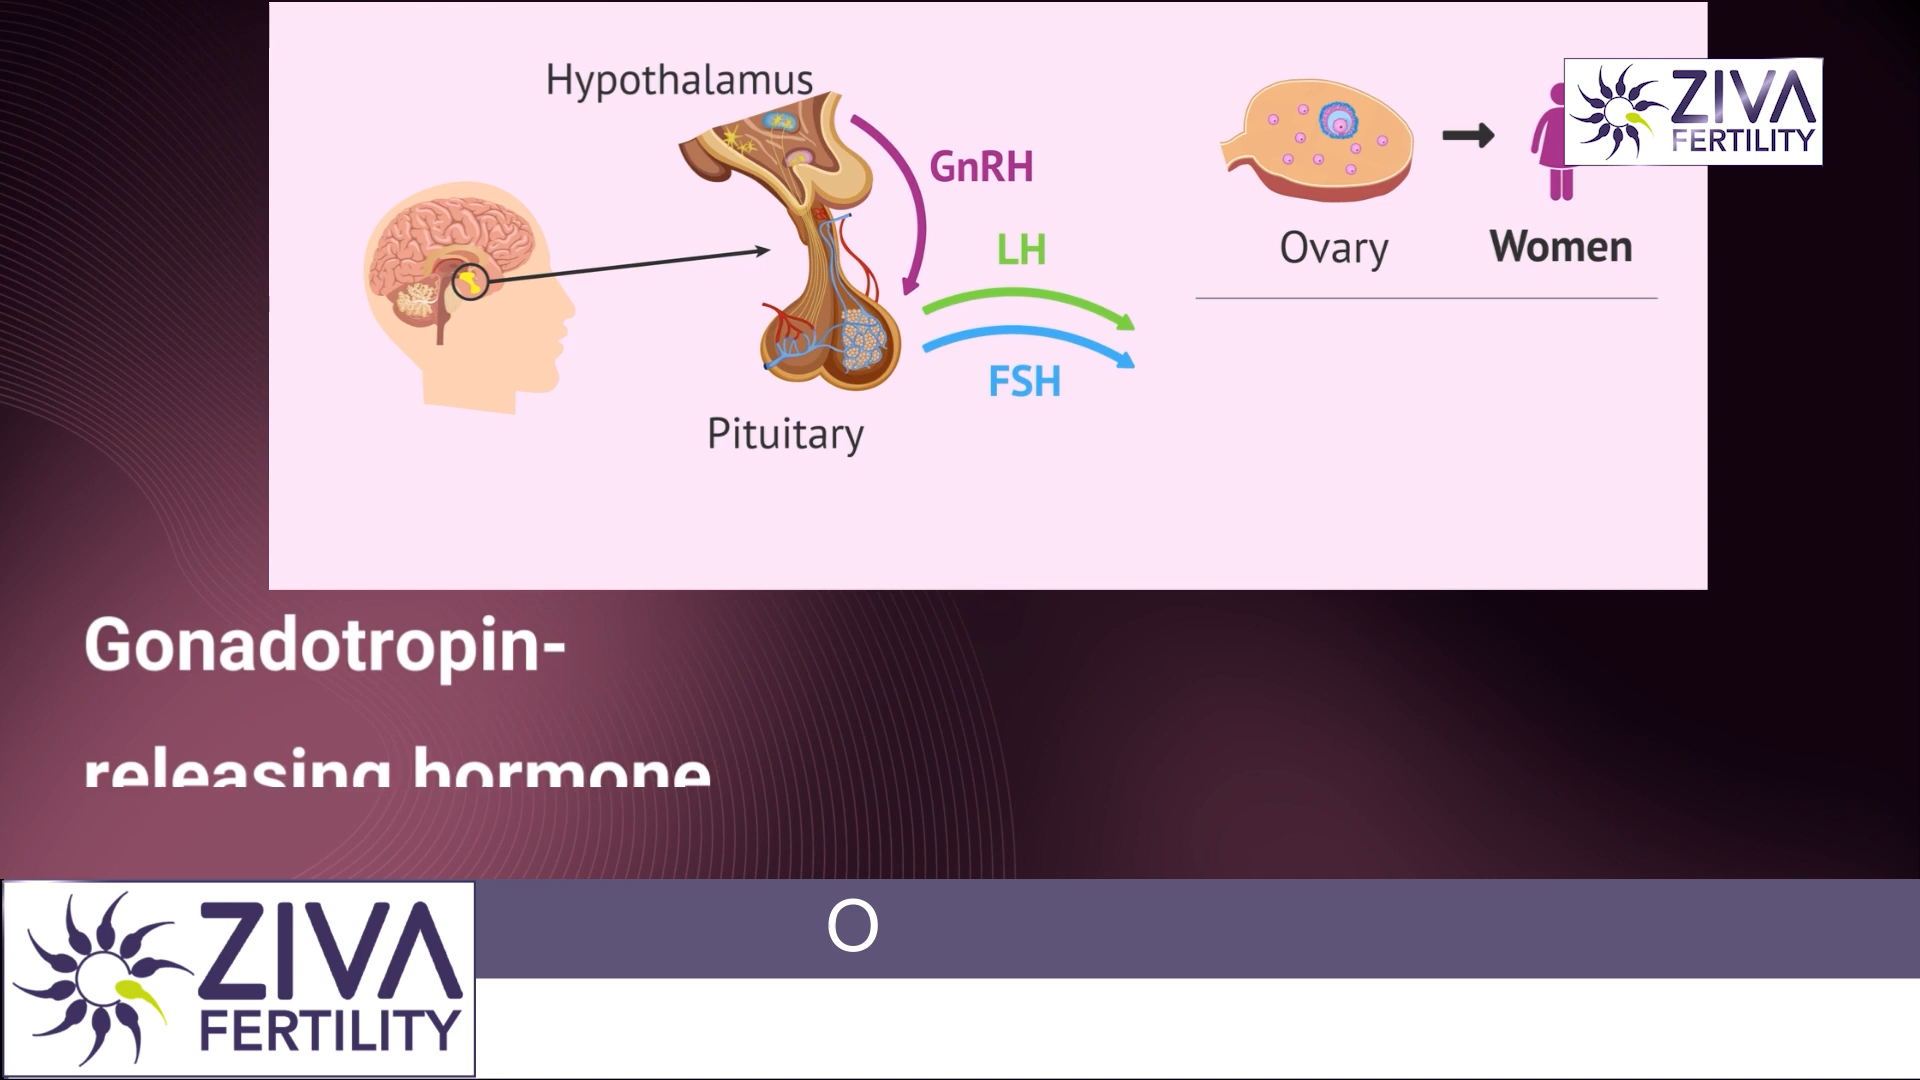 Hypothalamus
ZIVA
FERTILITY
GnRH
LH
Ovary
Women
FSH
Pituitary
Gonadotropin-
releasing hormone
O
ZIVA
FERTILITY